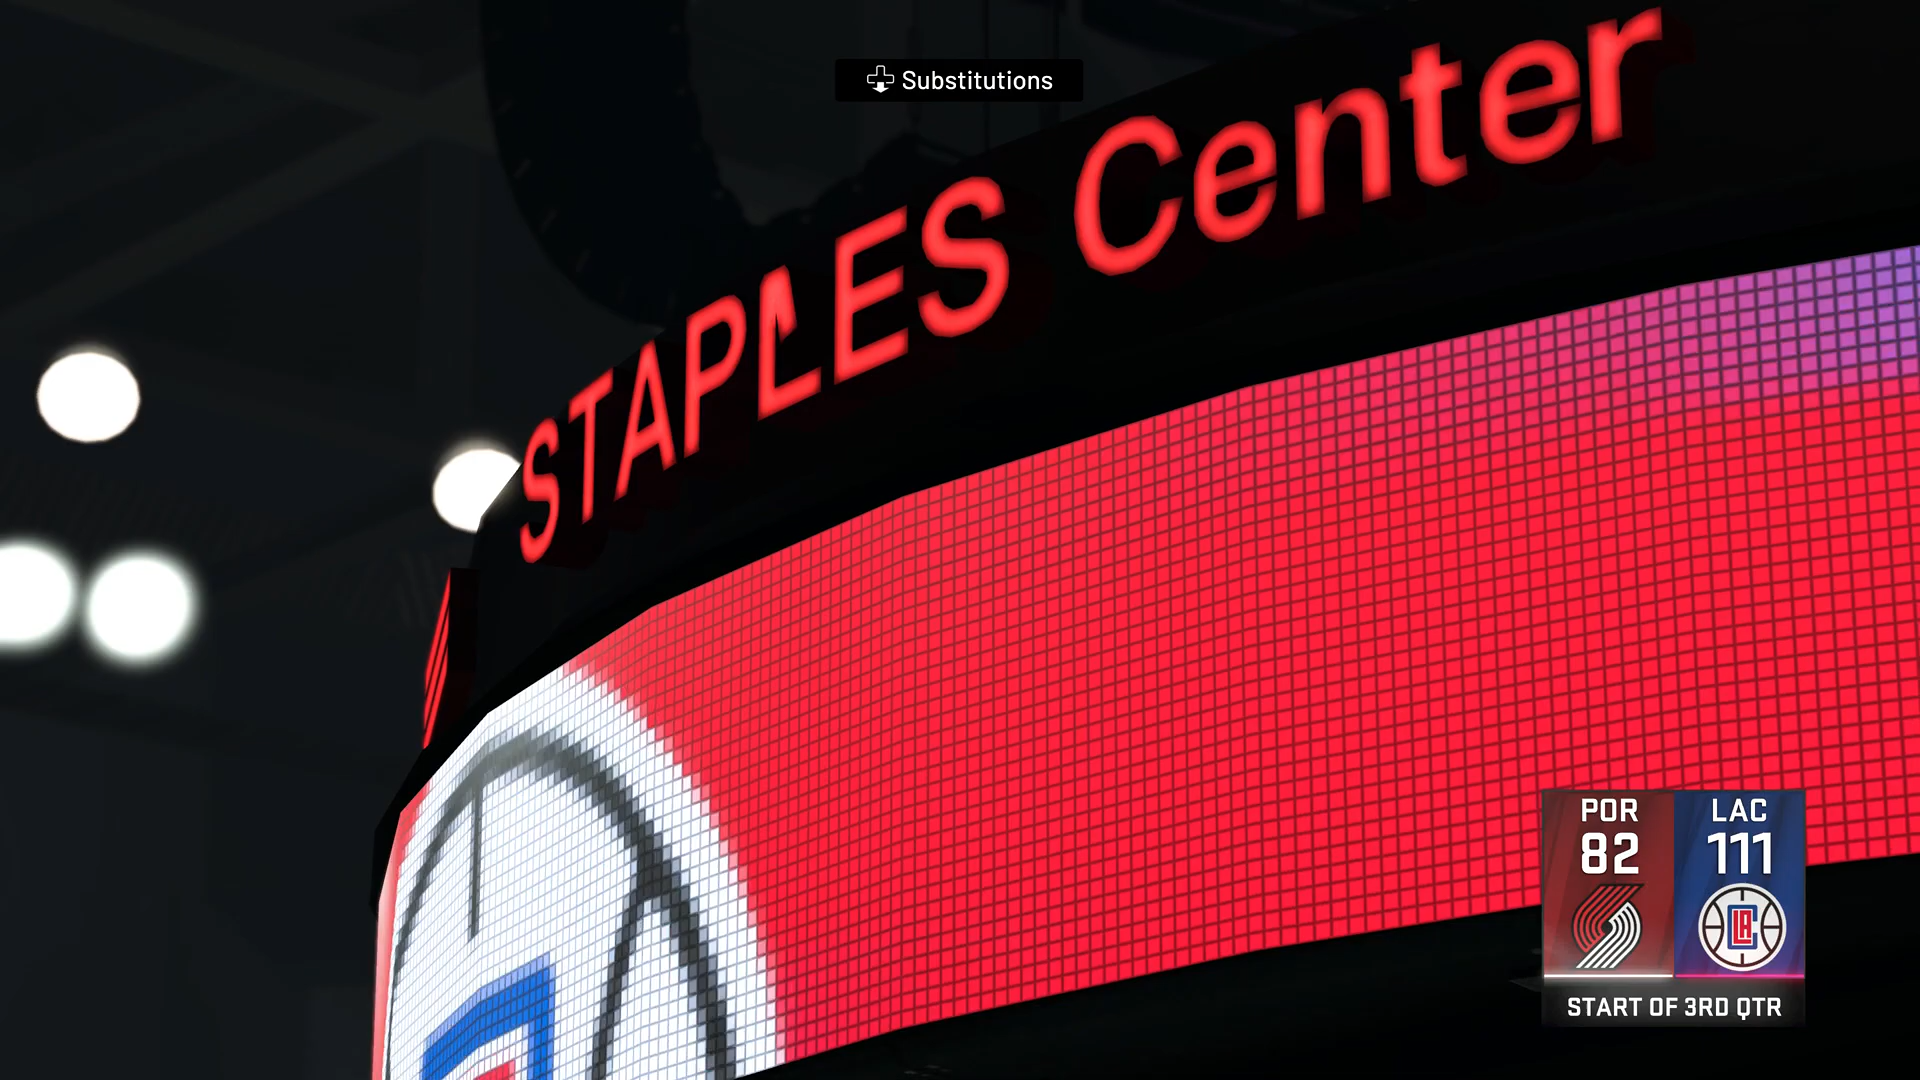 Substitutions
STAPLES Center
POR LAC
82 111
START OF 3RD QTR